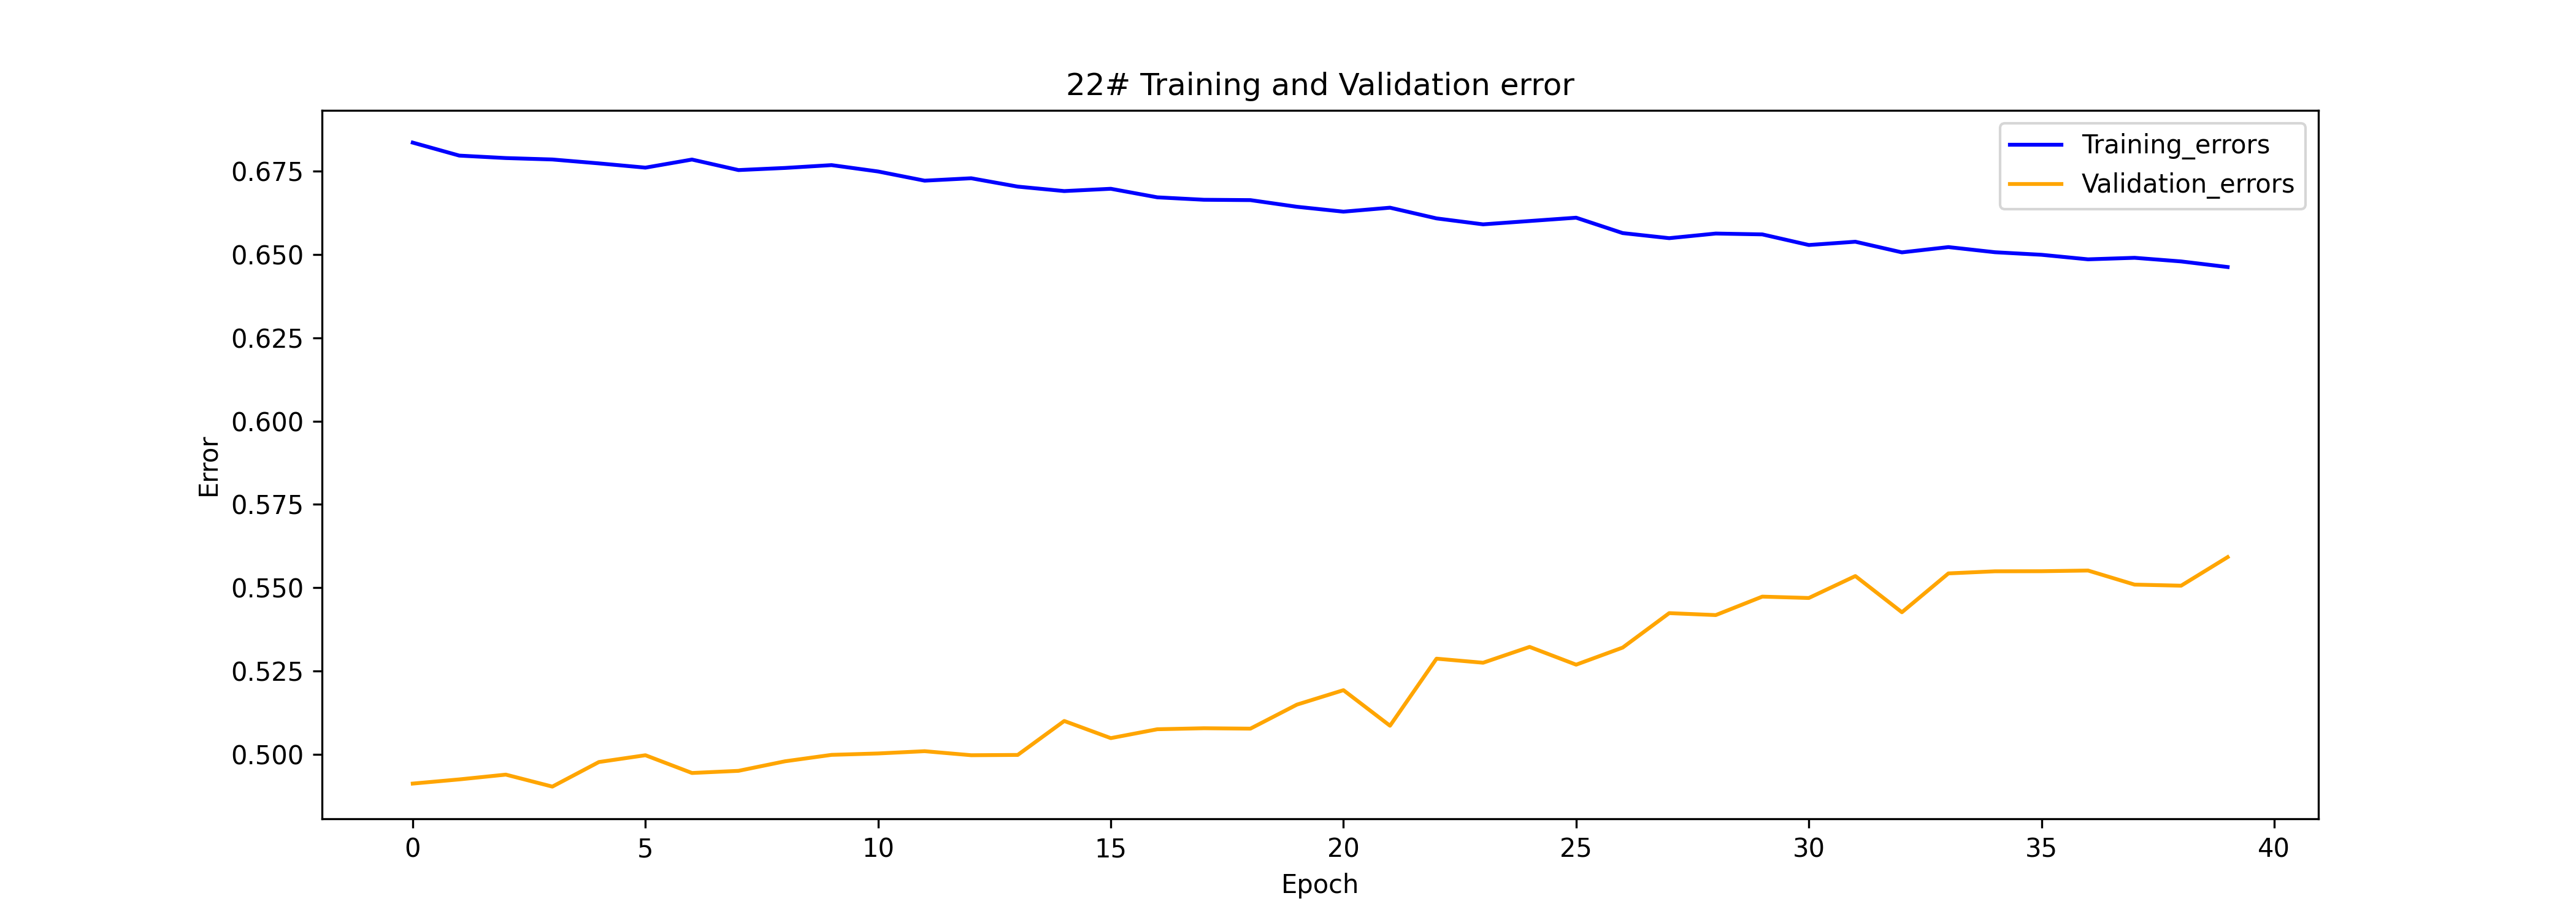 22# Training and Validation error
Training_errors
Validation_errors
Error
0.675
0.650
0.625
0.600
0.575
0.550
0.525
0.500
0 5 10 15 20 25 30 35 40
Epoch